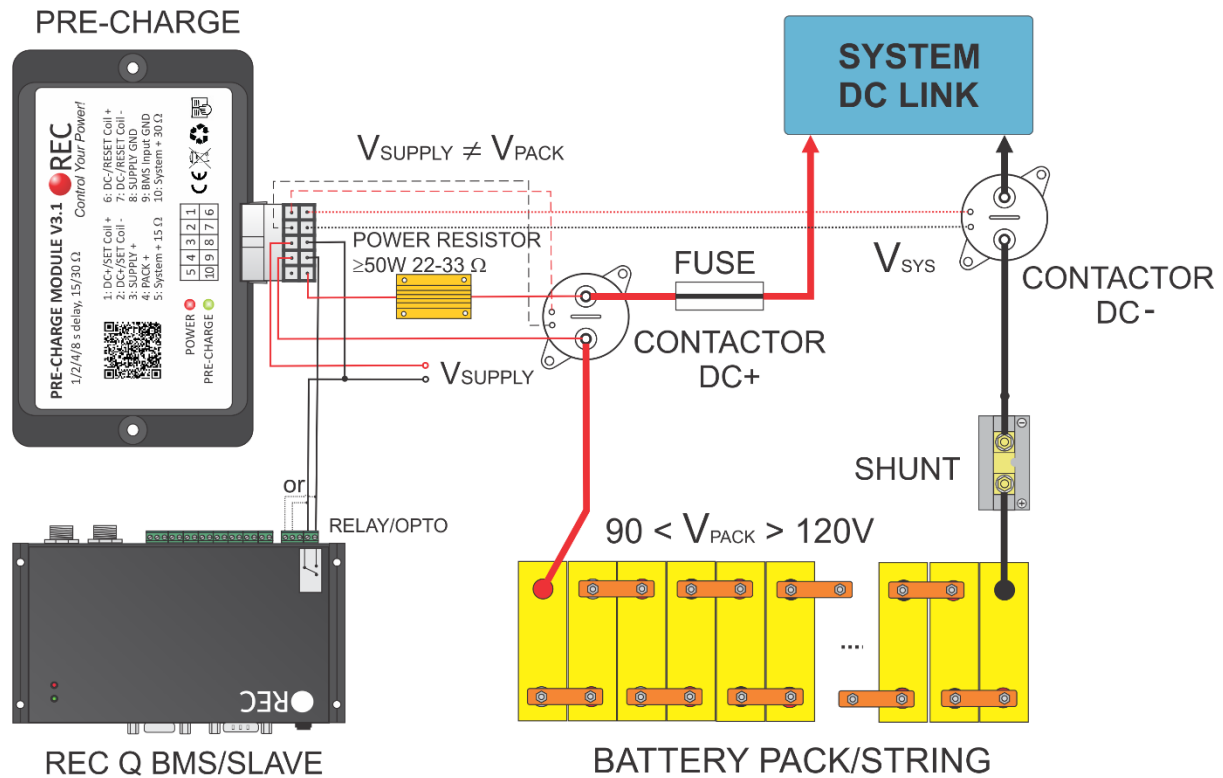 PRE-CHARGE
PRE-CHARGE MODULE V3.1
1/2/4/8 s delay, 15/30 Ω
REC
Control Your Power!
1: DC+/SET Coil +
2: DC+/SET Coil -
3: SUPPLY +
4: PACK +
5: System + 15 Ω
6: DC-/RESET Coil +
7: DC-/RESET Coil -
8: SUPPLY GND
9: BMS Input GND
10: System + 30 Ω
POWER
PRE-CHARGE
5 4 3 2 1
10 9 8 7 6
CE
SYSTEM
DC LINK
VSUPPLY ≠ VPACK
POWER RESISTOR
≥50W 22-33 Ω
FUSE
VSYS
CONTACTOR
DC-
CONTACTOR
DC+
VSUPPLY
SHUNT
or
RELAY/OPTO
90 < VPACK > 120V
....
REC
REC Q BMS/SLAVE
BATTERY PACK/STRING